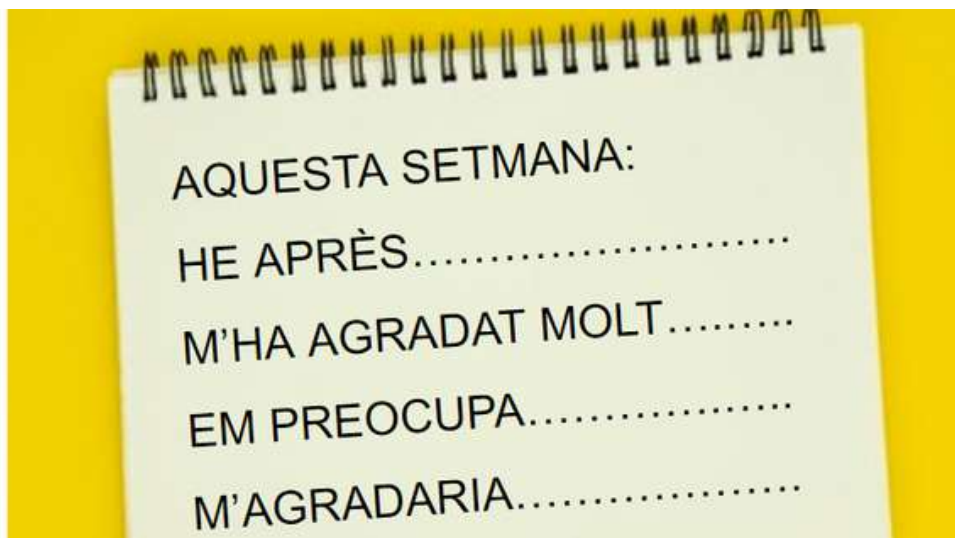 AQUESTA SETMANA:
HE APRÈS.........................
M'HA AGRADAT MOLT.........
EM PREOCUPA..................
M'AGRADARIA...................